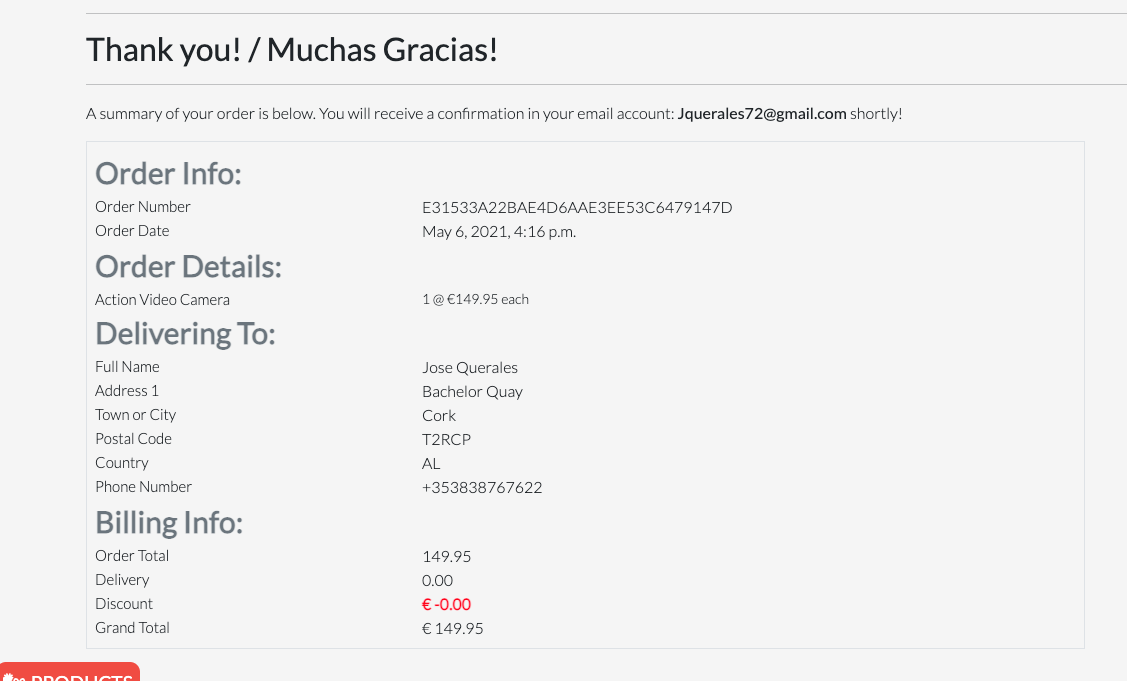 Thank you! / Muchas Gracias!
A summary of your order is below. You will receive a confirmation in your email account: Jquerales72@gmail.com shortly!
Order Info:
Order Number E31533A22BAE4D6AAE3EE53C6479147D
Order Date May 6, 2021, 4:16 p.m.
Order Details:
Action Video Camera 1 @ €149.95 each
Delivering To:
Full Name Jose Querales
Address 1 Bachelor Quay
Town or City Cork
Postal Code T2RCP
Country AL
Phone Number +353838767622
Billing Info:
Order Total 149.95
Delivery 0.00
Discount € -0.00
Grand Total € 149.95
PRODUCTS